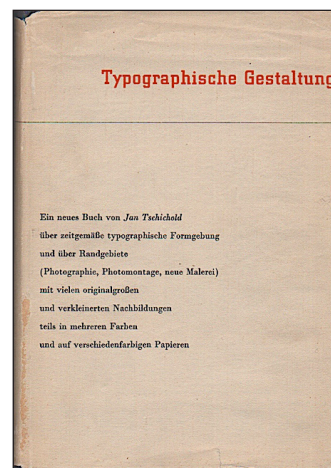 Typographische Gestaltung
Ein neues Buch von Jan Tschichold
über zeitgemäße typographische Formgebung
und über Randgebiete
(Photographie, Photomontage, neue Malerei)
mit vielen originalgroßen
und verkleinerten Nachbildungen
teils in mehreren Farben
und auf verschiedenfarbigen Papieren